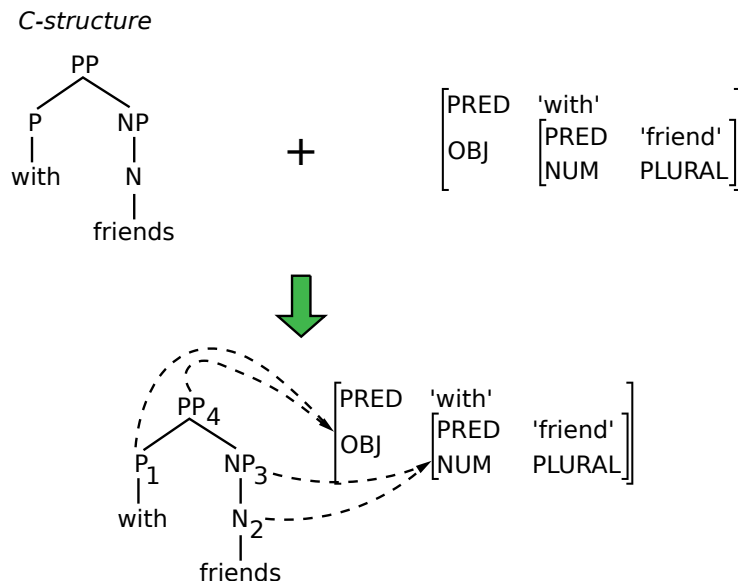 C-structure
PP
P NP
with N
friends
+
PRED 'with'
OBJ PRED 'friend'
NUM PLURAL
PP4
P1 NP3
with N2
friends
PRED 'with'
OBJ PRED 'friend'
NUM PLURAL